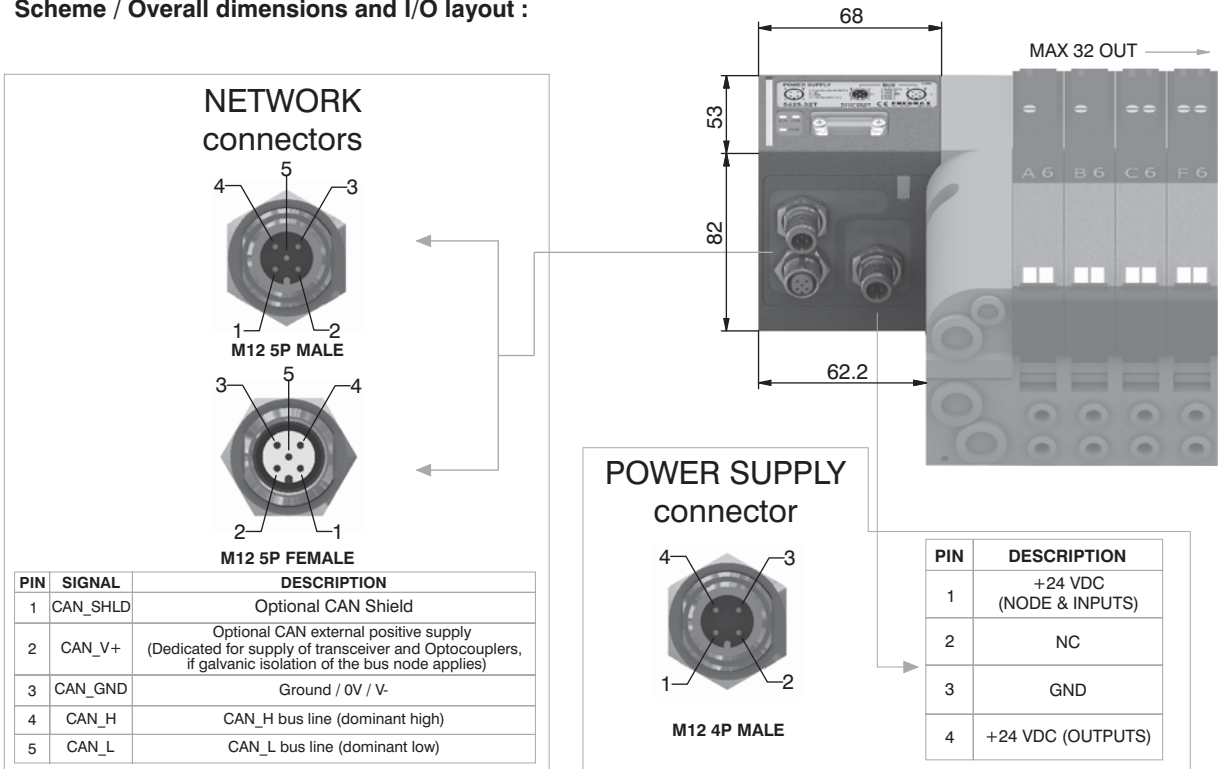 Scheme / Overall dimensions and I/O layout :
68
MAX 32 OUT
53
82
62.2
POWER SUPPLY
BUS
5525.32T
A 6
B 6
C 6
F 6
NETWORK
connectors
5
4
3
1
2
M12 5P MALE
5
3
4
2
1
M12 5P FEMALE
PIN SIGNAL DESCRIPTION
1 CAN_SHLD Optional CAN Shield
2 CAN_V+ Optional CAN external positive supply
(Dedicated for supply of transceiver and Optocouplers,
if galvanic isolation of the bus node applies)
3 CAN_GND Ground / 0V / V-
4 CAN_H CAN_H bus line (dominant high)
5 CAN_L CAN_L bus line (dominant low)
POWER SUPPLY
connector
4
3
1
2
M12 4P MALE
PIN DESCRIPTION
1 +24 VDC
(NODE & INPUTS)
2 NC
3 GND
4 +24 VDC (OUTPUTS)